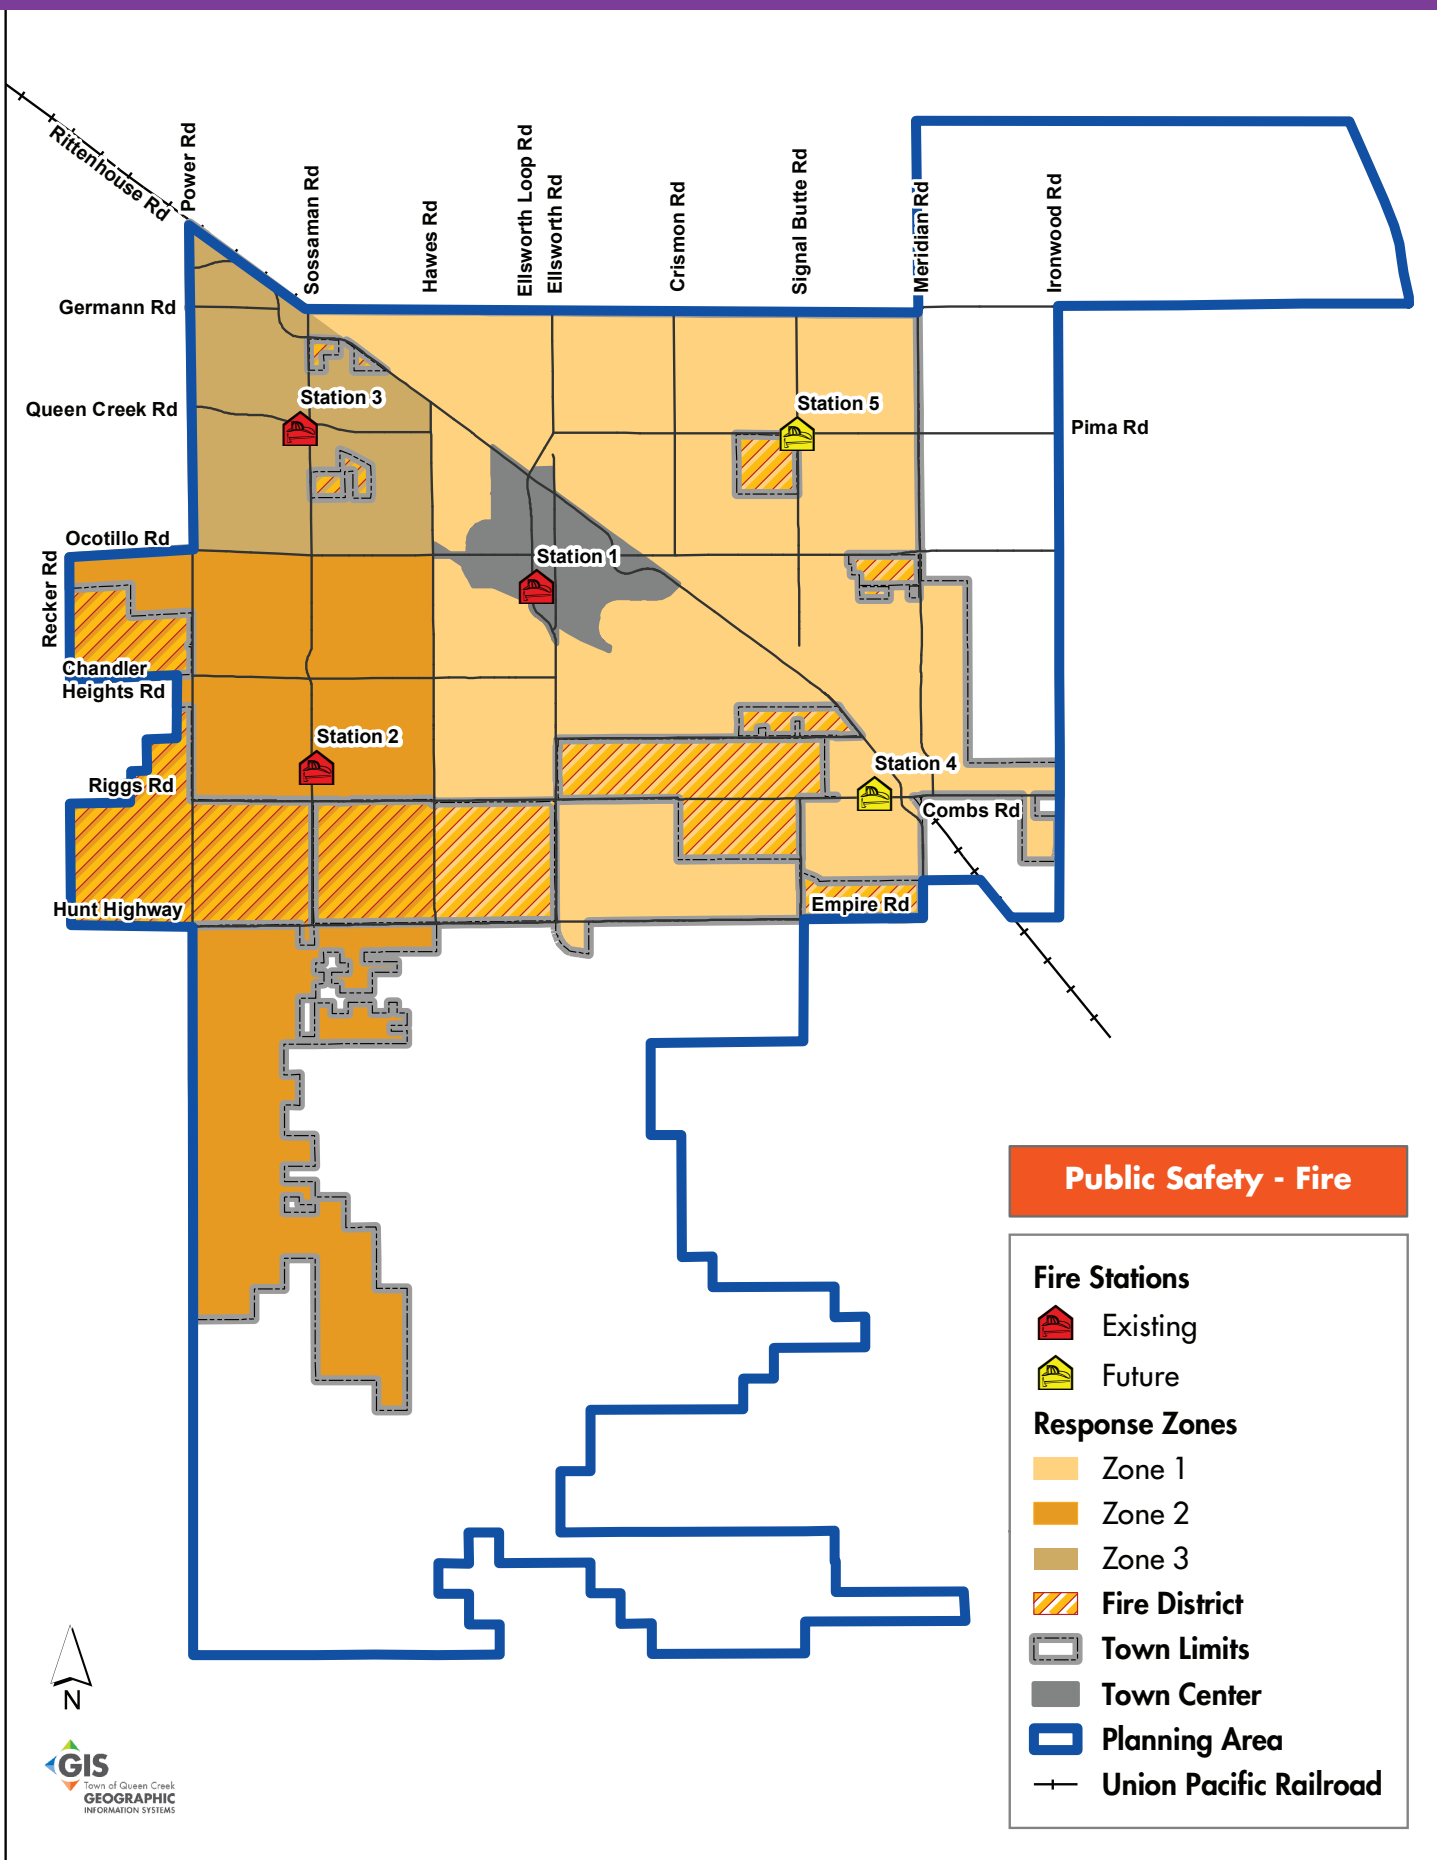 Rittenhouse Rd
Power Rd
Sossaman Rd
Hawes Rd
Ellsworth Loop Rd
Ellsworth Rd
Crismon Rd
Signal Butte Rd
Meridian Rd
Ironwood Rd
Germann Rd
Queen Creek Rd
Station 3
Station 5
Pima Rd
Ocotillo Rd
Recker Rd
Station 1
Chandler
Heights Rd
Station 2
Station 4
Riggs Rd
Combs Rd
Hunt Highway
Empire Rd
Public Safety - Fire
Fire Stations
Existing
Future
Response Zones
Zone 1
Zone 2
Zone 3
Fire District
Town Limits
Town Center
Planning Area
Union Pacific Railroad
N
GIS
Town of Queen Creek
GEOGRAPHIC
INFORMATION SYSTEMS